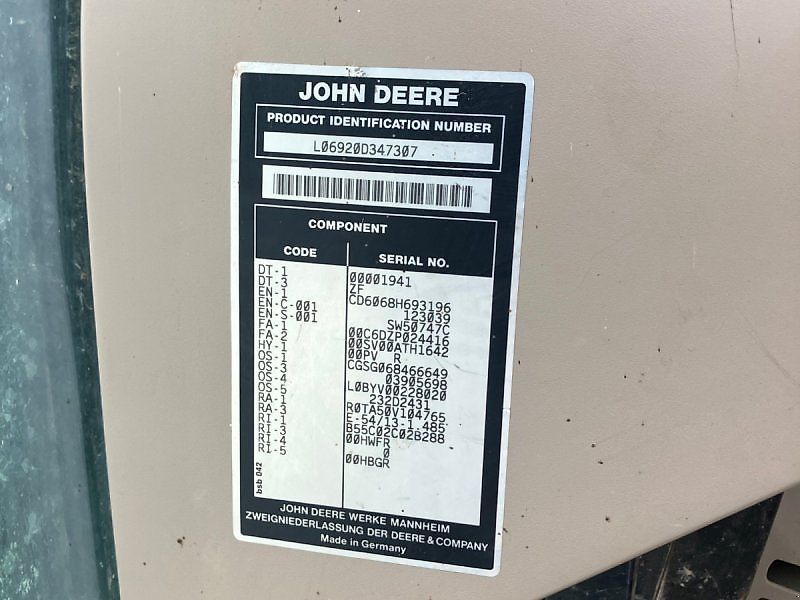 JOHN DEERE
PRODUCT IDENTIFICATION NUMBER
L06920D347307
COMPONENT
CODE SERIAL NO.
DT-1 00001941
DT-3 ZF
EN-1 CD6068H693196
EN-C-001 123039
EN-S-001 SW50747C
FA-1 00C6DZP024416
FA-2 00SV00ATH1642
HY-1 00PV R
OS-1 CGSG068466649
OS-3 03905698
OS-4 L0BYV00228020
OS-5 232D2431
RA-1 R0TA50V104765
RA-3 E-54/13-1.485
RI-1 B55C02C02B288
RI-3 00HWFR
RI-4 0
RI-5 00HBGR
bsb 042
JOHN DEERE WERKE MANNHEIM
ZWEIGNIEDERLASSUNG DER DEERE & COMPANY
Made in Germany